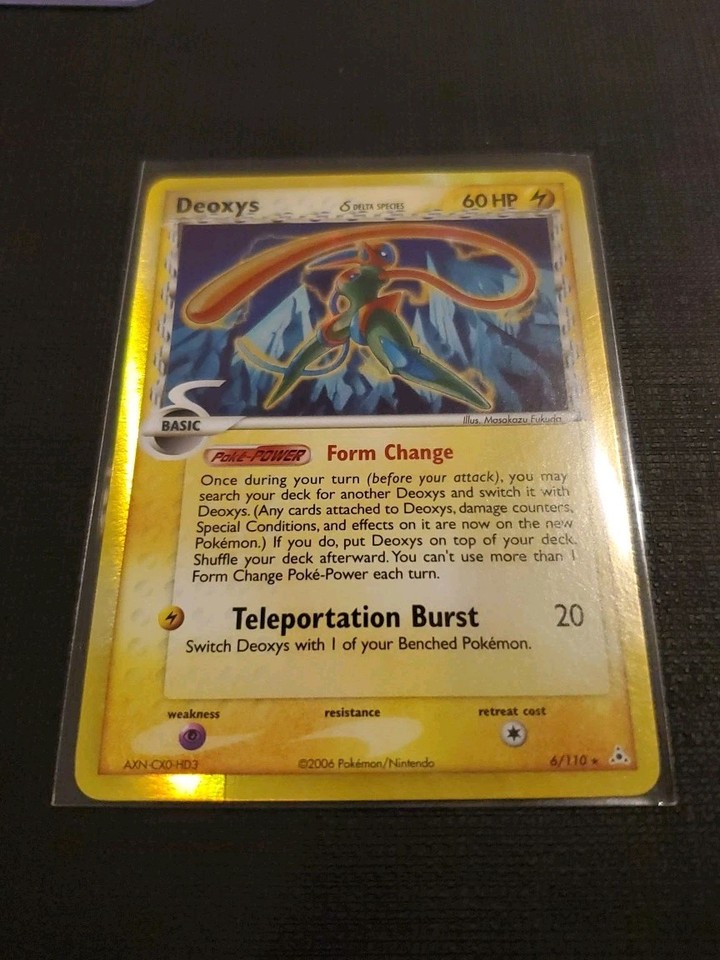 Deoxys δ DELTA SPECIES 60 HP
BASIC
Illus. Masakazu Fukuda
Poké-POWER Form Change
Once during your turn (before your attack), you may
search your deck for another Deoxys and switch it with
Deoxys. (Any cards attached to Deoxys, damage counters,
Special Conditions, and effects on it are now on the new
Pokémon.) If you do, put Deoxys on top of your deck.
Shuffle your deck afterward. You can't use more than 1
Form Change Poké-Power each turn.
Teleportation Burst 20
Switch Deoxys with 1 of your Benched Pokémon.
weakness resistance retreat cost
AXN-CX0-HD3 ©2006 Pokémon/Nintendo 6/110 ★